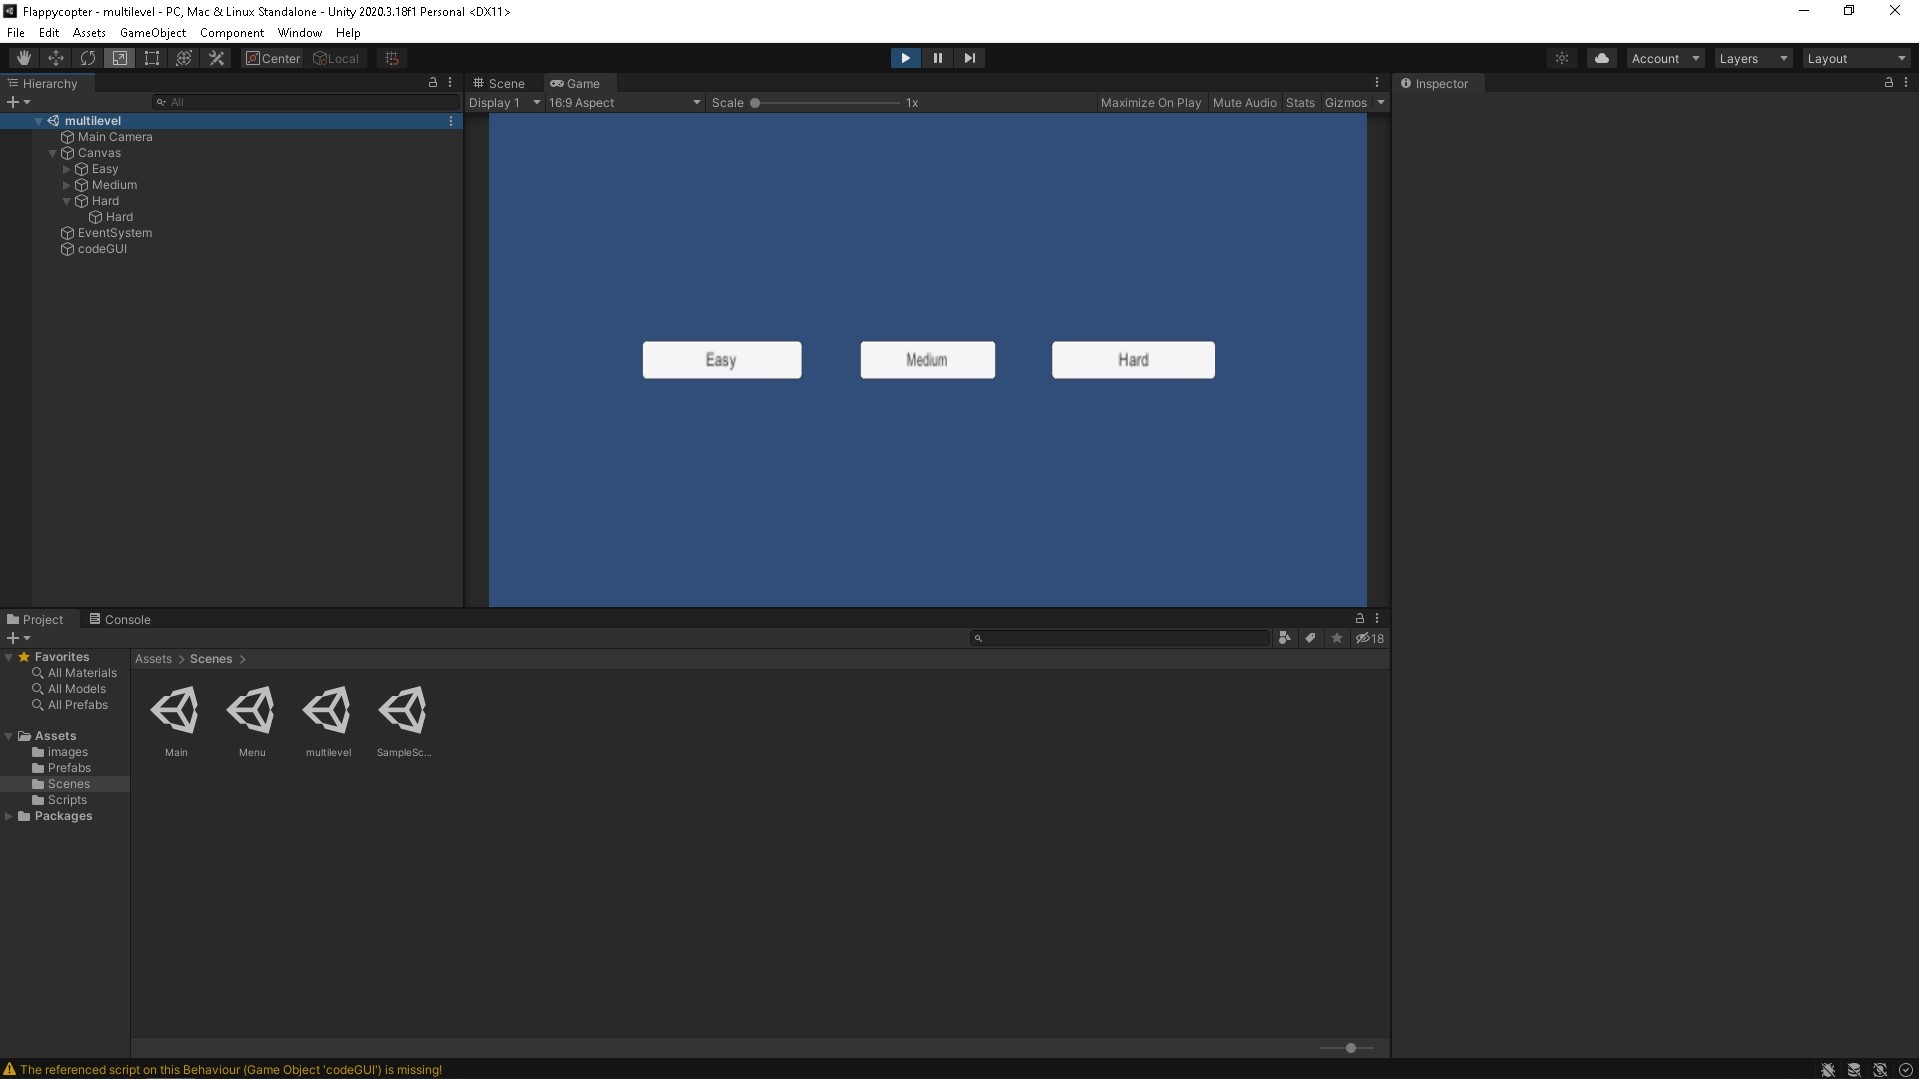 Flappycopter - multilevel - PC, Mac & Linux Standalone - Unity 2020.3.18f1 Personal <DX11>
File Edit Assets GameObject Component Window Help
Center Local Account Layers Layout
Hierarchy
All
multilevel
Main Camera
Canvas
Easy
Medium
Hard
Hard
EventSystem
codeGUI
Scene Game
Display 1 16:9 Aspect Scale 1x Maximize On Play Mute Audio Stats Gizmos
Easy Medium Hard
Inspector
Project Console
18
Favorites
All Materials
All Models
All Prefabs
Assets
images
Prefabs
Scenes
Scripts
Packages
Assets > Scenes >
Main Menu multilevel SampleSc...
The referenced script on this Behaviour (Game Object 'codeGUI') is missing!